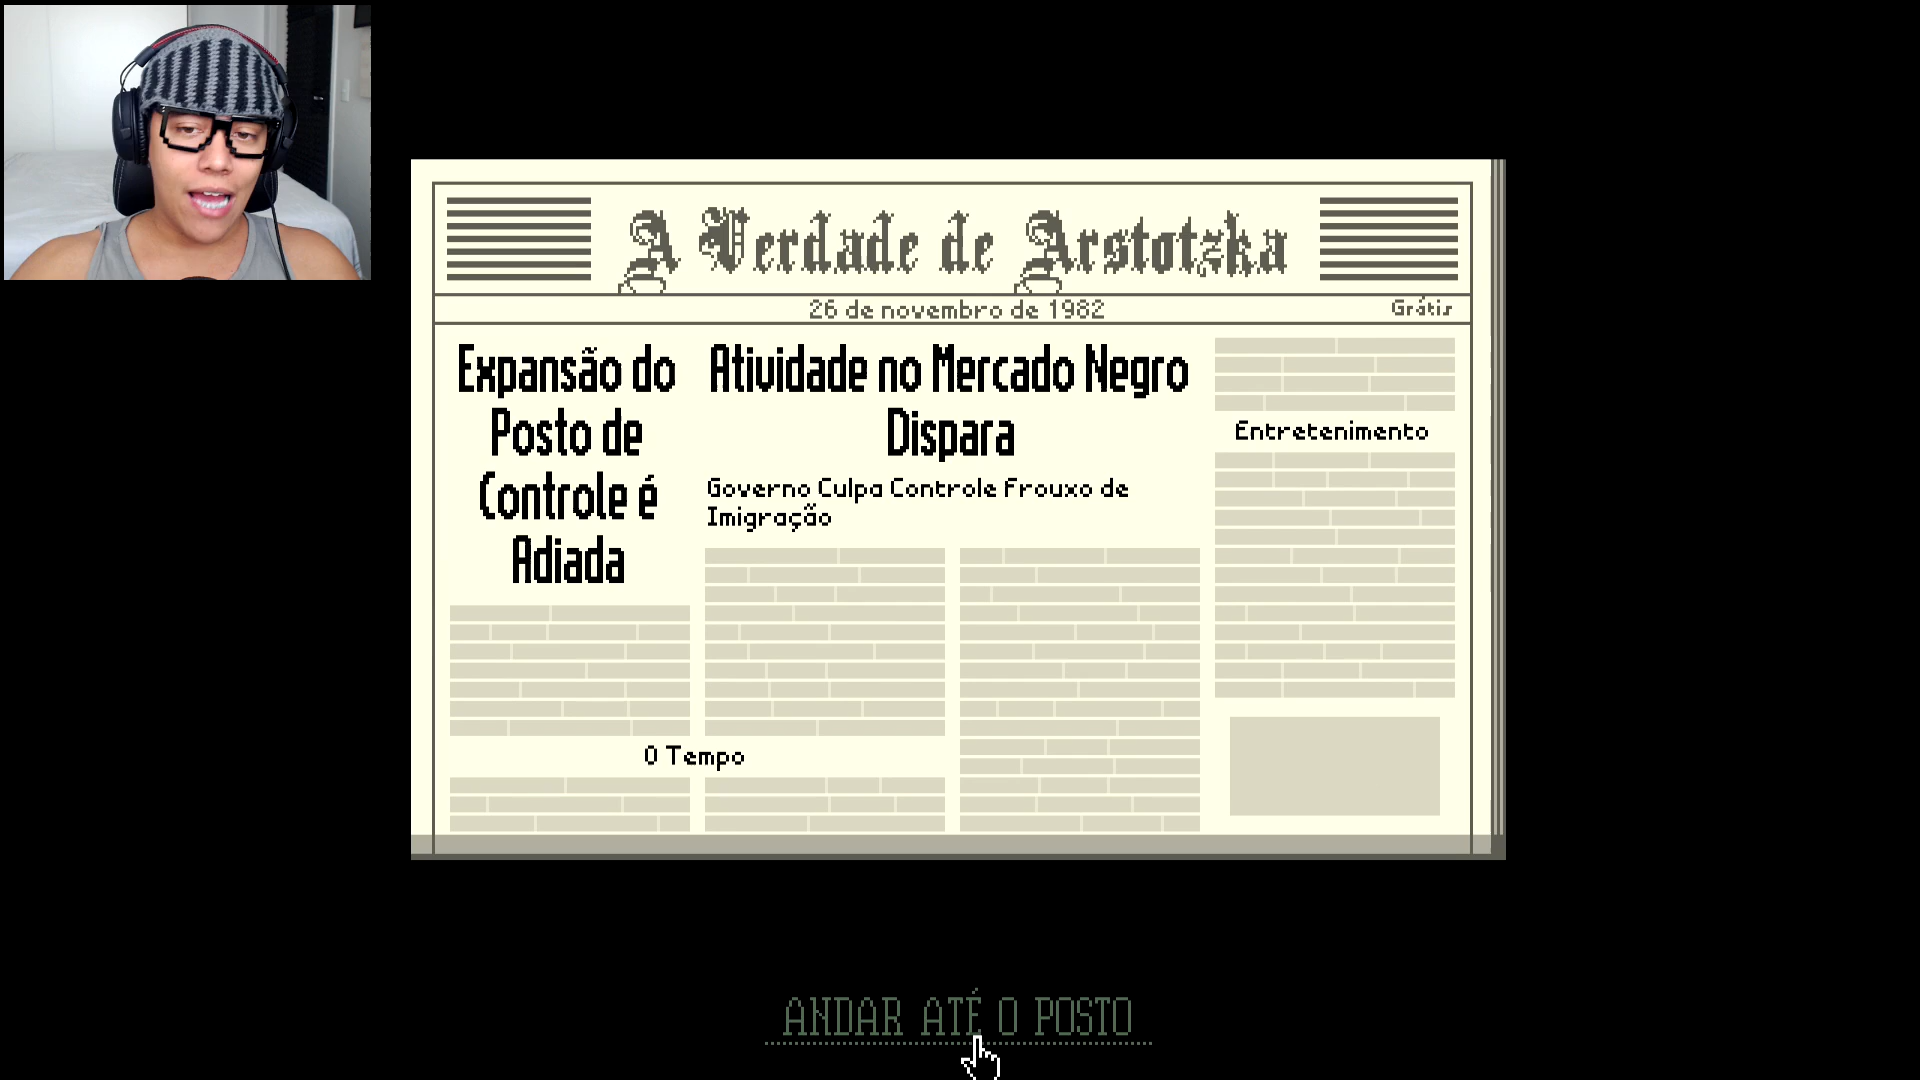 A Verdade de Arstotzka
26 de novembro de 1982
Grátis
Expansão do
Posto de
Controle é
Adiada
Atividade no Mercado Negro
Dispara
Governo Culpa Controle Frouxo de
Imigração
Entretenimento
O Tempo
ANDAR ATÉ O POSTO